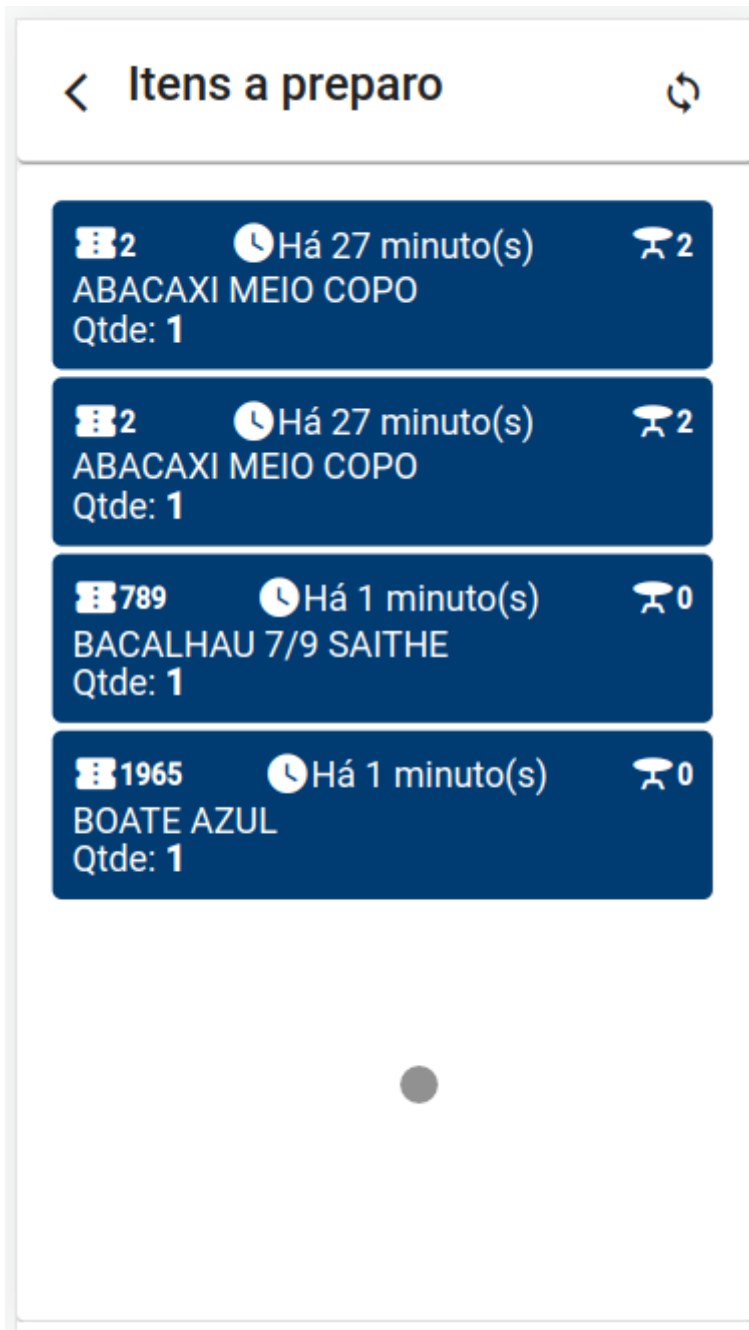 Itens a preparo
2 Há 27 minuto(s) 2
ABACAXI MEIO COPO
Qtde: 1
2 Há 27 minuto(s) 2
ABACAXI MEIO COPO
Qtde: 1
789 Há 1 minuto(s) 0
BACALHAU 7/9 SAITHE
Qtde: 1
1965 Há 1 minuto(s) 0
BOATE AZUL
Qtde: 1